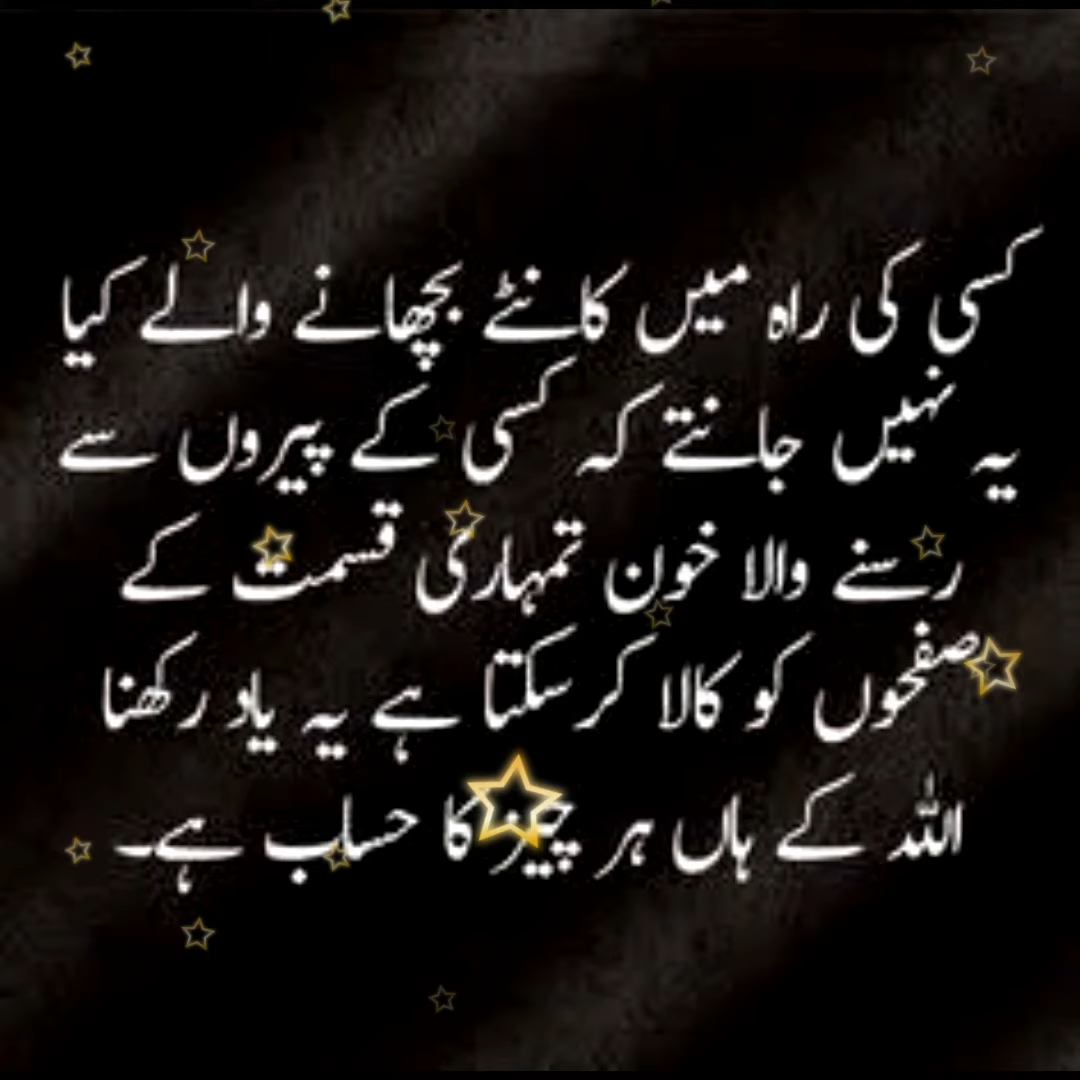 کسی کی راہ میں کانٹے بچھانے والے کیا
یہ نہیں جانتے کہ کسی کے پیروں سے
رسنے والا خون تمہاری قسمت کے
صفحوں کو کالا کر سکتا ہے یہ یاد رکھنا
اللہ کے ہاں ہر چیز کا حساب ہے۔